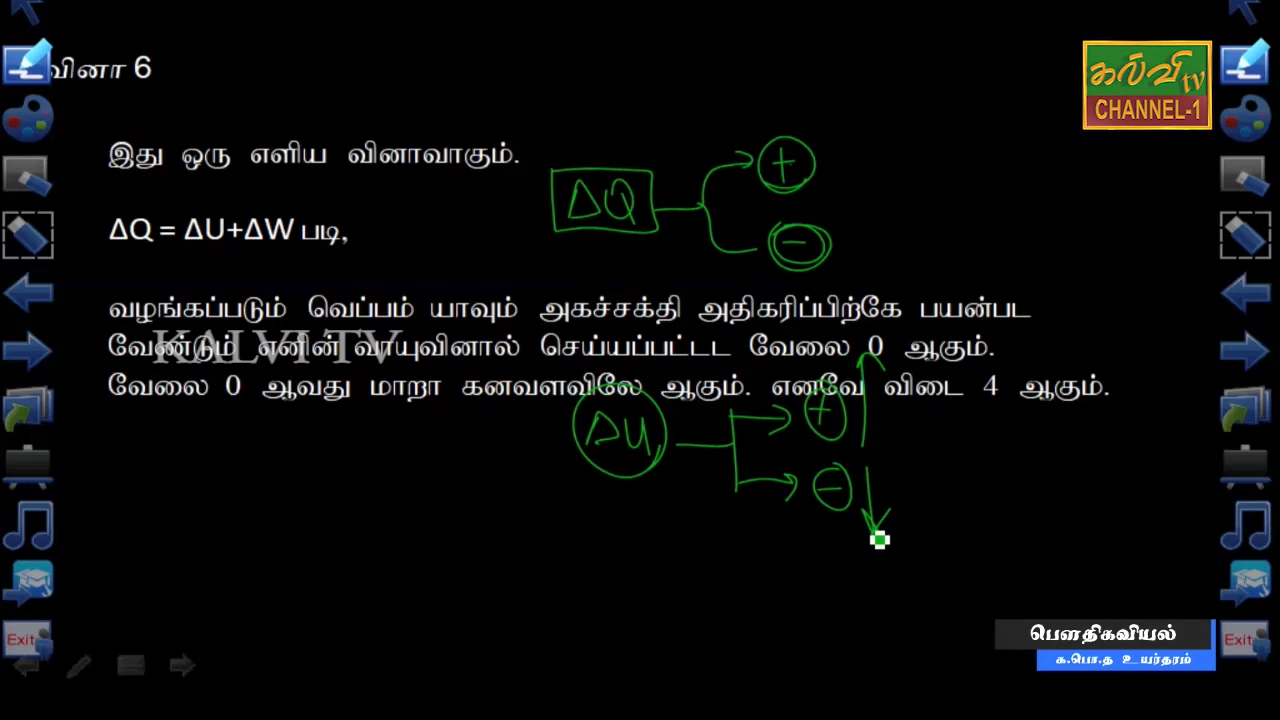 வினா 6
கல்வி tv
CHANNEL-1
இது ஒரு எளிய வினாவாகும்.
ΔQ
+
−
ΔQ = ΔU+ΔW படி,
வழங்கப்படும் வெப்பம் யாவும் அகச்சக்தி அதிகரிப்பிற்கே பயன்பட
KALVI TV
வேண்டும் எனின் வாயுவினால் செய்யப்பட்டட வேலை 0 ஆகும்.
வேலை 0 ஆவது மாறா கனவளவிலே ஆகும். எனவே விடை 4 ஆகும்.
ΔU
+
−
பௌதிகவியல்
க.பொ.த உயர்தரம்
Exit
Exit